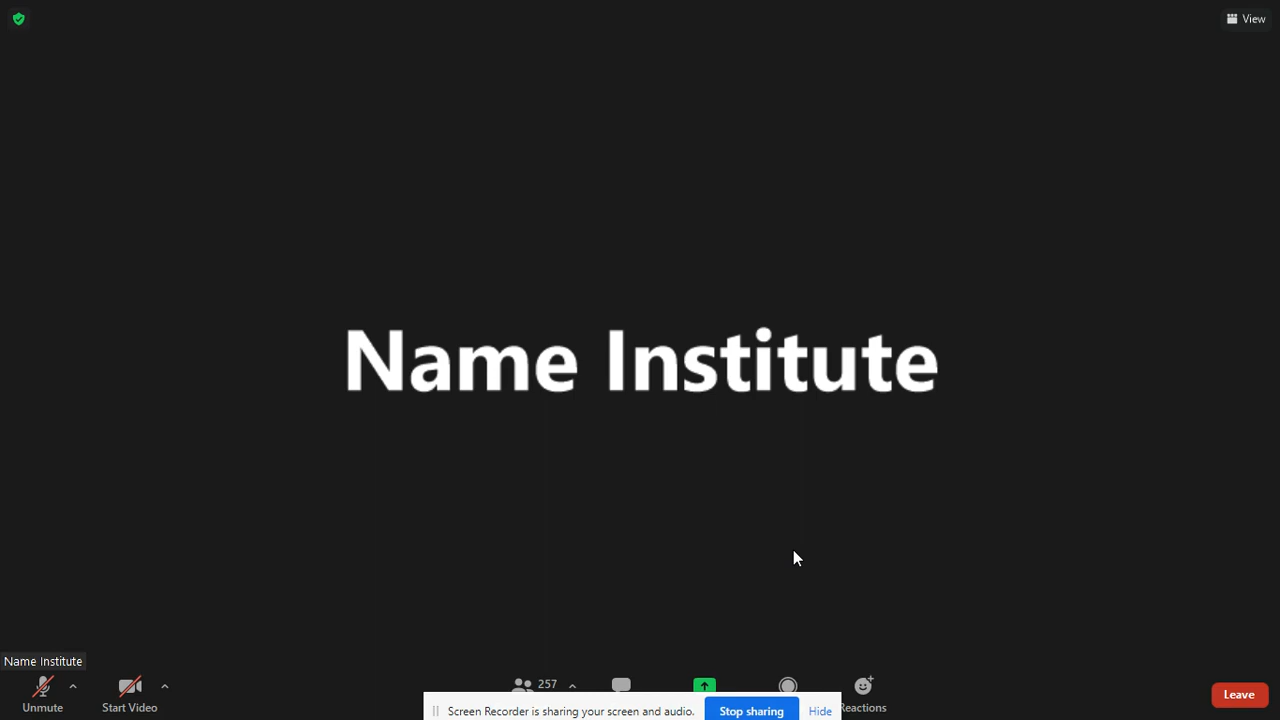 View
Name Institute
Name Institute
257
Unmute
Start Video
Reactions
Screen Recorder is sharing your screen and audio.
Stop sharing
Hide
Leave